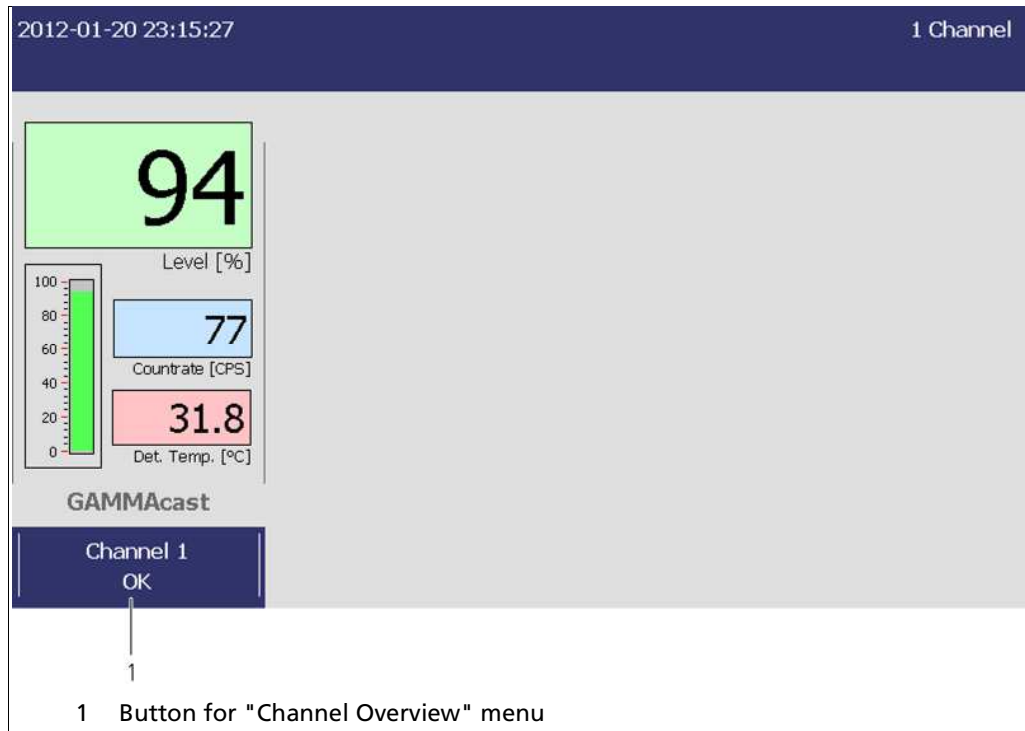 2012-01-20 23:15:27
1 Channel
94
Level [%]
100
80
60
40
20
0
77
Countrate [CPS]
31.8
Det. Temp. [ºC]
GAMMAcast
Channel 1
OK
1
1 Button for "Channel Overview" menu